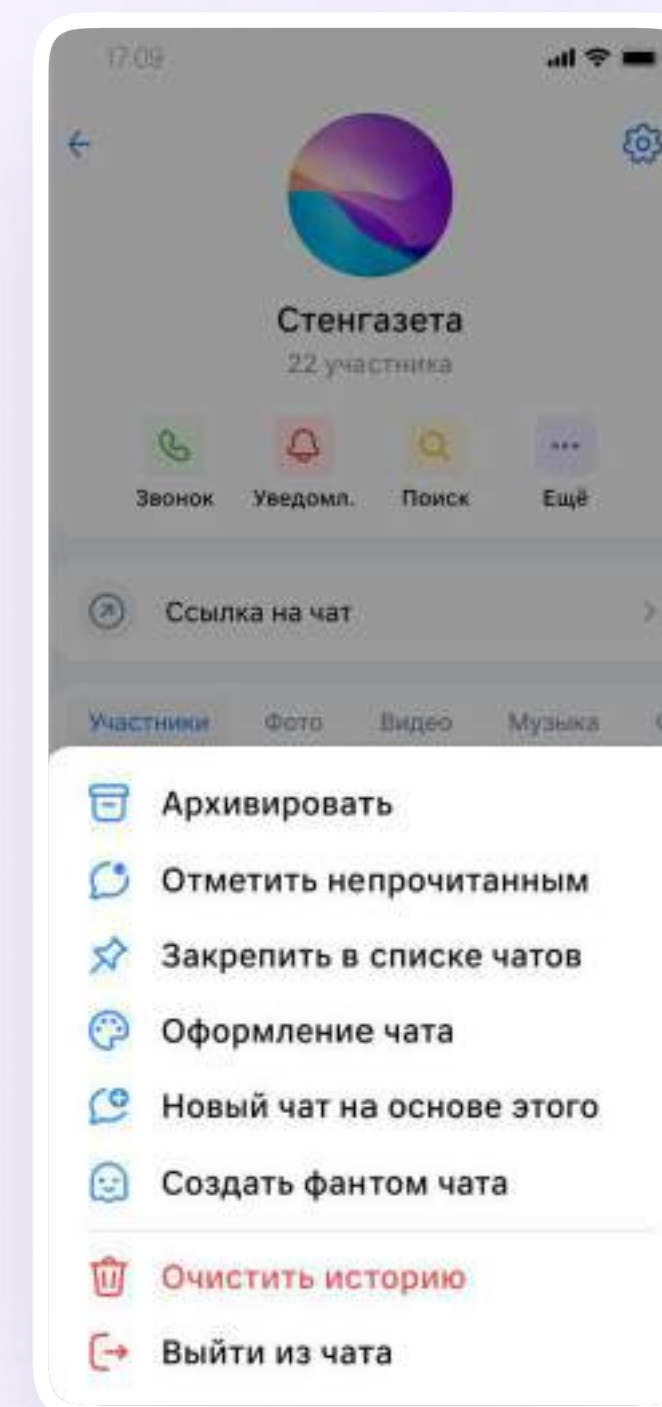 17:09
Стенгазета
22 участника
Звонок Уведомл. Поиск Ещё
Ссылка на чат
Участники Фото Видео Музыка
Архивировать
Отметить непрочитанным
Закрепить в списке чатов
Оформление чата
Новый чат на основе этого
Создать фантом чата
Очистить историю
Выйти из чата